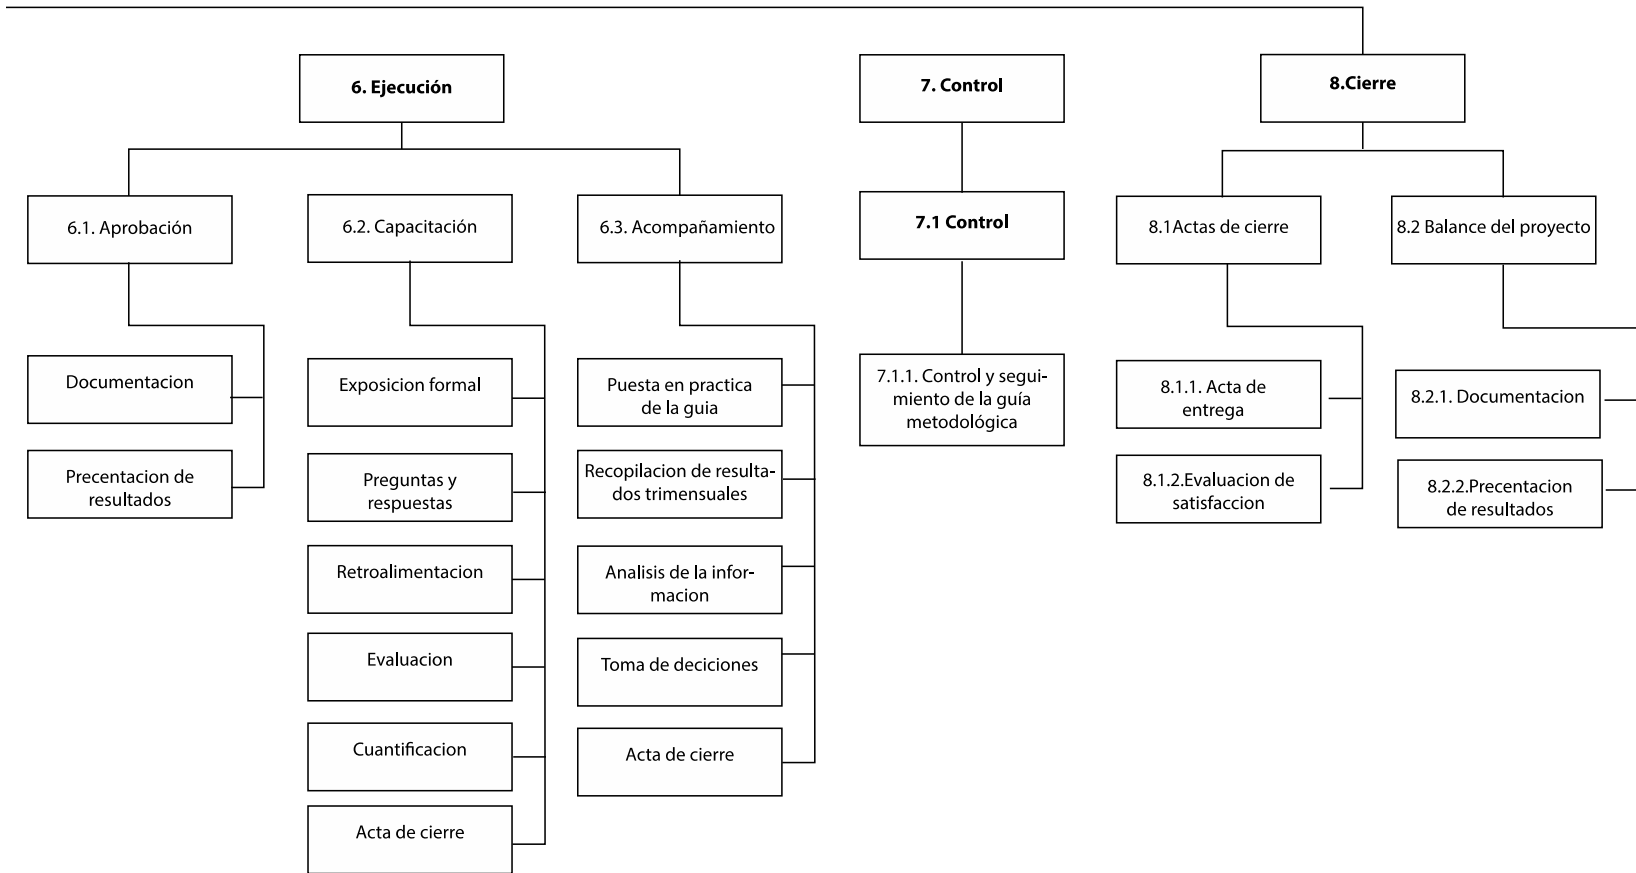 6. Ejecución
7. Control
8.Cierre
6.1. Aprobación
6.2. Capacitación
6.3. Acompañamiento
7.1 Control
8.1Actas de cierre
8.2 Balance del proyecto
Documentacion
Precentacion de
resultados
Exposicion formal
Preguntas y
respuestas
Retroalimentacion
Evaluacion
Cuantificacion
Acta de cierre
Puesta en practica
de la guia
Recopilacion de resulta-
dos trimensuales
Analisis de la infor-
macion
Toma de deciciones
Acta de cierre
7.1.1. Control y segui-
miento de la guía
metodológica
8.1.1. Acta de
entrega
8.1.2.Evaluacion de
satisfaccion
8.2.1. Documentacion
8.2.2.Precentacion
de resultados